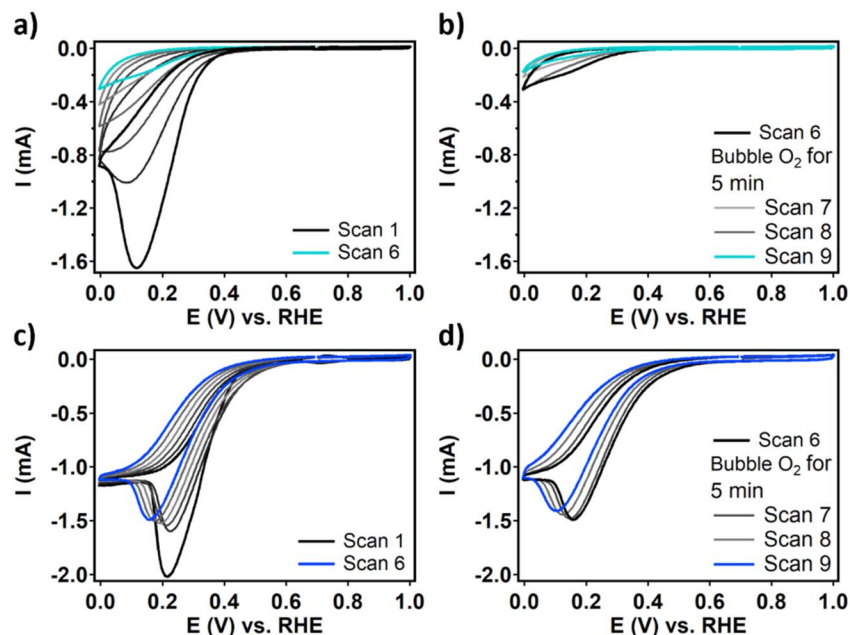 a)
I (mA)
0.0
-0.4
-0.8
-1.2
-1.6
Scan 1
Scan 6
0.0 0.2 0.4 0.6 0.8 1.0
E (V) vs. RHE
b)
I (mA)
0.0
-0.4
-0.8
-1.2
-1.6
Scan 6
Bubble O₂ for
5 min
Scan 7
Scan 8
Scan 9
0.0 0.2 0.4 0.6 0.8 1.0
E (V) vs. RHE
c)
I (mA)
0.0
-0.5
-1.0
-1.5
-2.0
Scan 1
Scan 6
0.0 0.2 0.4 0.6 0.8 1.0
E (V) vs. RHE
d)
I (mA)
0.0
-0.5
-1.0
-1.5
-2.0
Scan 6
Bubble O₂ for
5 min
Scan 7
Scan 8
Scan 9
0.0 0.2 0.4 0.6 0.8 1.0
E (V) vs. RHE